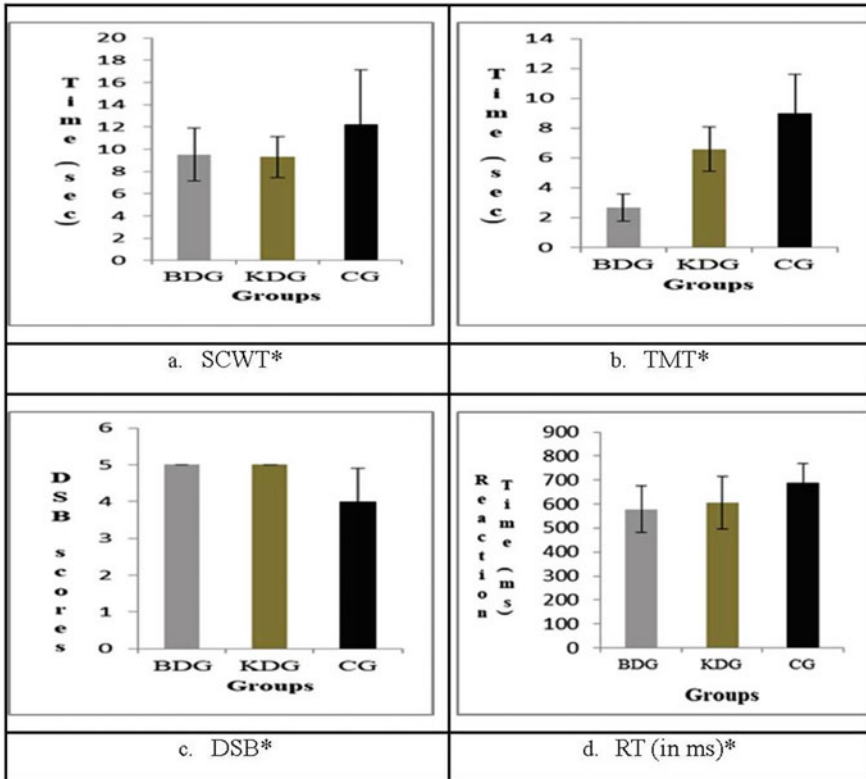 Time (sec)
20
18
16
14
12
10
8
6
4
2
0
BDG KDG CG
Groups
a. SCWT*
Time (sec)
14
12
10
8
6
4
2
0
BDG KDG CG
Groups
b. TMT*
DSB scores
6
5
4
3
2
1
0
BDG KDG CG
Groups
c. DSB*
Reaction
Time (ms)
900
800
700
600
500
400
300
200
100
0
BDG KDG CG
Groups
d. RT (in ms)*